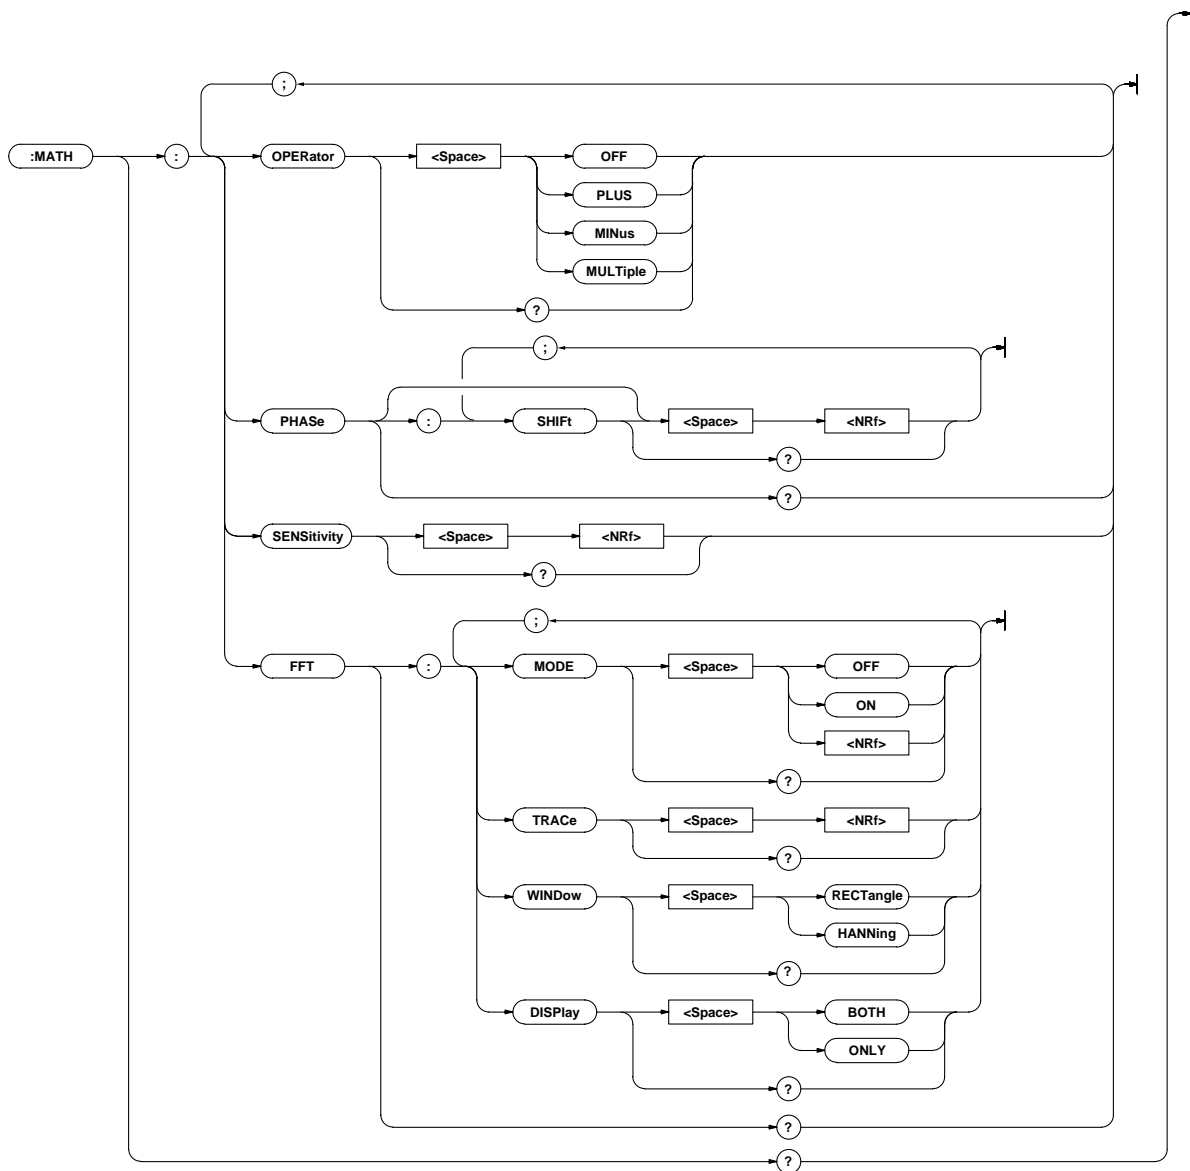 ;
:MATH : OPERator <Space> OFF
PLUS
MINus
MULTiple
?
;
PHASe : SHIFt <Space> <NRf>
?
?
SENSitivity <Space> <NRf>
?
;
FFT : MODE <Space> OFF
ON
<NRf>
?
TRACe <Space> <NRf>
?
WINDow <Space> RECTangle
HANNing
?
DISPlay <Space> BOTH
ONLY
?
?
?